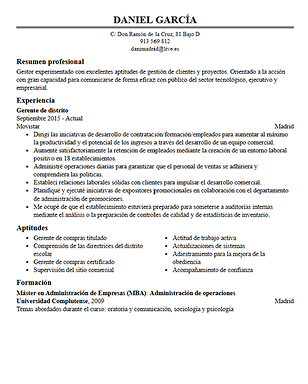 DANIEL GARCÍA
C/ Don Ramón de la Cruz, 81 Bajo D
913 569 812
danimadrid@live.es
Resumen profesional
Gestor experimentado con excelentes aptitudes de gestión de clientes y proyectos. Orientado a la acción
con gran capacidad para comunicarse de forma eficaz con público del sector tecnológico, ejecutivo y
empresarial.
Experiencia
Gerente de distrito
Septiembre 2015 - Actual
Movistar Madrid
• Dirigí las iniciativas de desarrollo de contratación/formación/empleados para aumentar al máximo
la productividad y el potencial de los ingresos a través del desarrollo de un equipo comercial.
• Aumenté satisfactoriamente la retención de empleados mediante la creación de un entorno laboral
positivo en 18 establecimientos.
• Administré operaciones diarias para garantizar que el personal de ventas se adhiriera y
comprendiera las políticas.
• Establecí relaciones laborales sólidas con clientes para impulsar el desarrollo comercial.
• Planifiqué y ejecuté iniciativas de expansión empresarial en colaboración con el departamento de
administración de fondos.
• Me ocupé de que el establecimiento estuviera preparado para someterse a auditorías internas
mediante el análisis o la preparación de controles de calidad y de estadísticas de inventario.
Aptitudes
• Gerente de compras titulado
• Comprensión de las directrices del distrito
escolar
• Gerente de compras certificado
• Supervisión del sitio comercial
• Actitud de trabajo activa
• Actualizaciones de sistemas
• Adiestramiento para la mejora de la
obediencia
• Acompañamiento de confianza
Formación
Máster en Administración de Empresas (MBA): Administración de operaciones
Universidad Complutense, 2009 Madrid
Temas abordados durante el curso: oratoria y comunicación, sociología y psicología